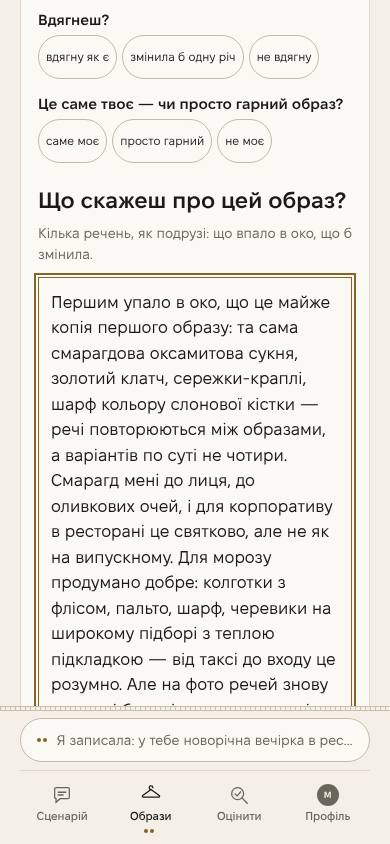 Вдягнеш?
вдягну як є
змінила б одну річ
не вдягну
Це саме твоє — чи просто гарний образ?
саме моє
просто гарний
не моє
Що скажеш про цей образ?
Кілька речень, як подрузі: що впало в око, що б
змінила.
Першим упало в око, що це майже
копія першого образу: та сама
смарагдова оксамитова сукня,
золотий клатч, сережки-краплі,
шарф кольору слонової кістки —
речі повторюються між образами,
а варіантів по суті не чотири.
Смарагд мені до лиця, до
оливкових очей, і для корпоративу
в ресторані це святково, але не як
на випускному. Для морозу
продумано добре: колготки з
флісом, пальто, шарф, черевики на
широкому підборі з теплою
підкладкою — від таксі до входу це
розумно. Але на фото речей знову
Я записала: у тебе новорічна вечірка в рес...
Сценарій
Образи
Оцінити
М
Профіль